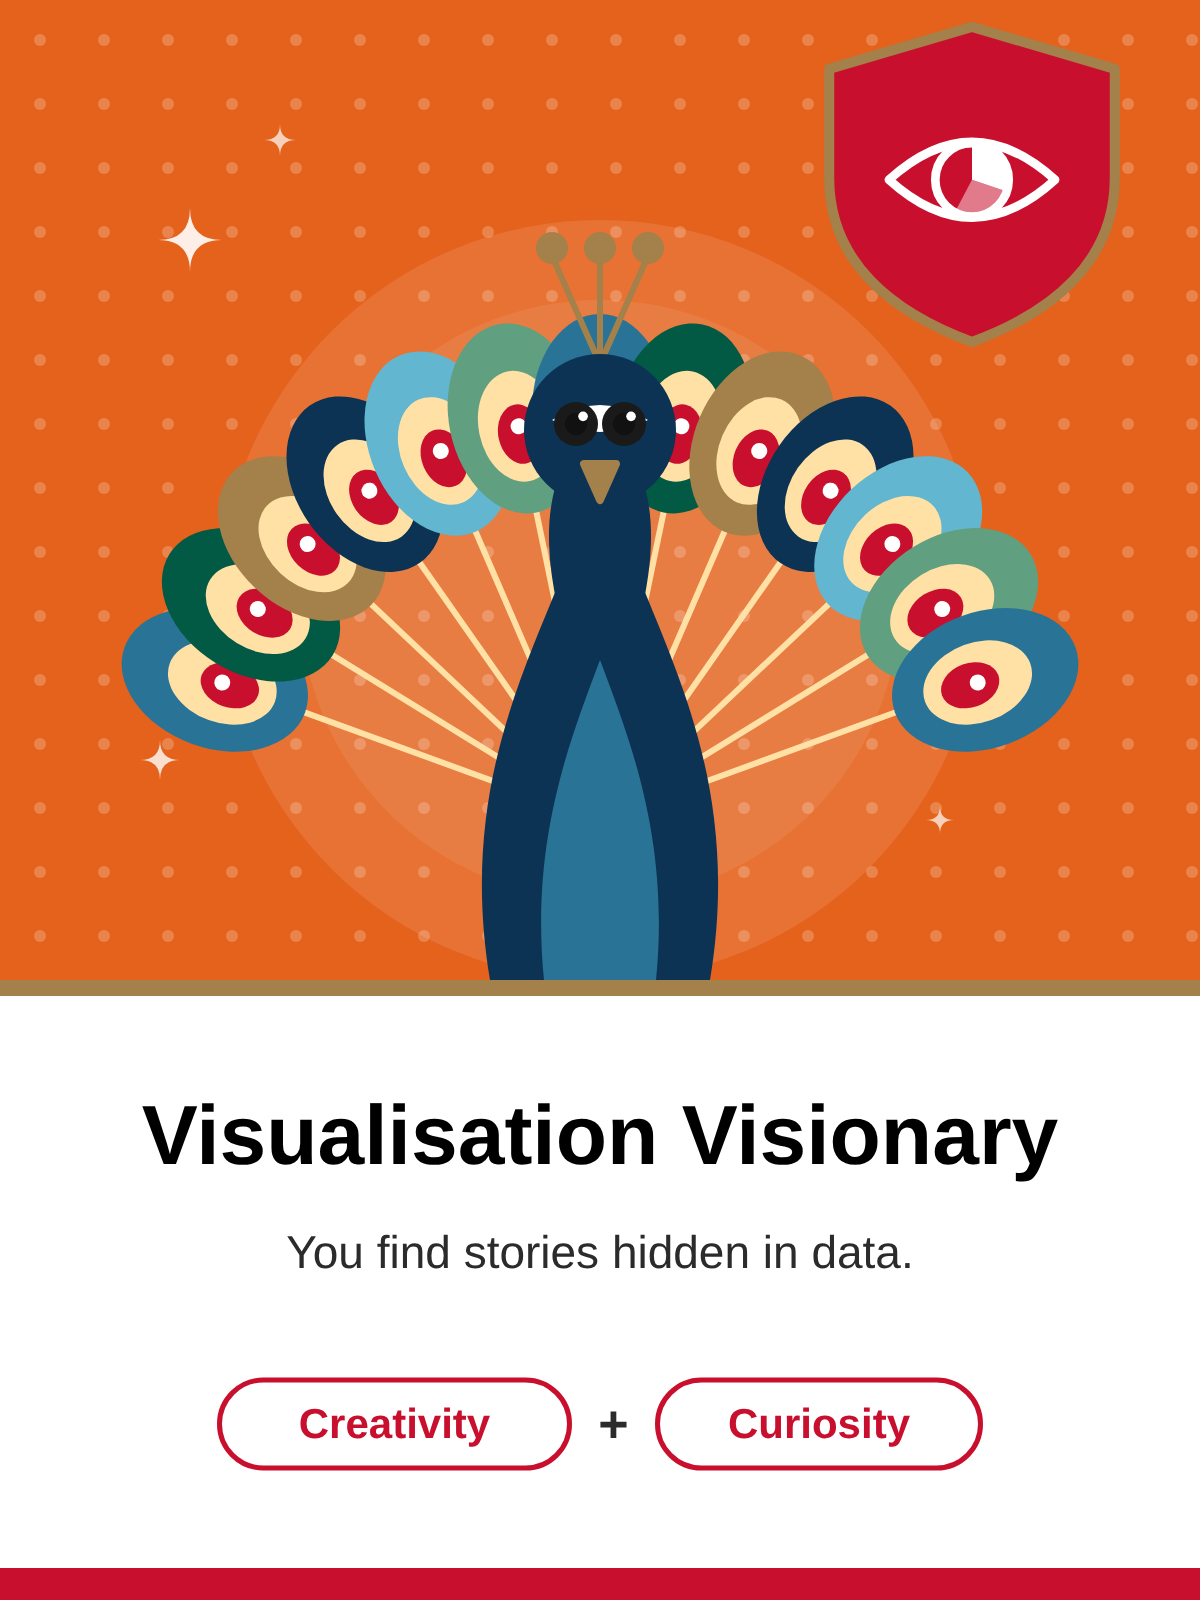 Visualisation Visionary
You find stories hidden in data.
Creativity + Curiosity